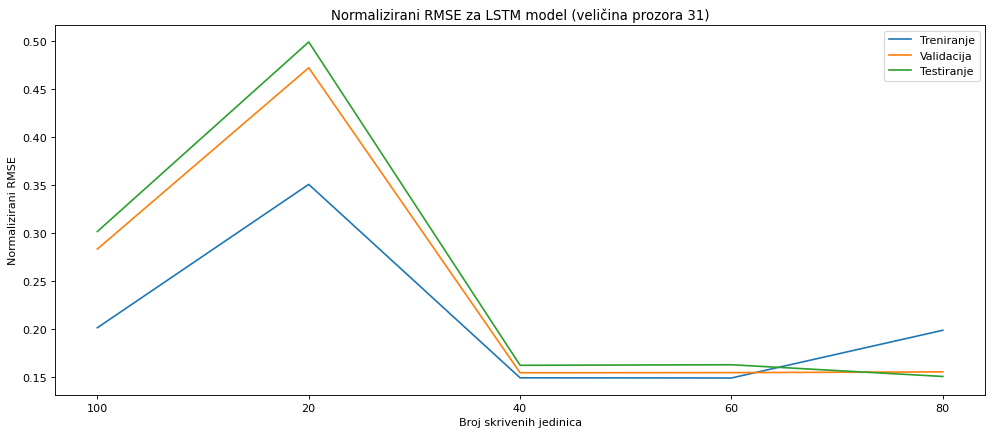 Normalizirani RMSE za LSTM model (veličina prozora 31)
Treniranje
Validacija
Testiranje
Normalizirani RMSE
0.50
0.45
0.40
0.35
0.30
0.25
0.20
0.15
100 20 40 60 80
Broj skrivenih jedinica